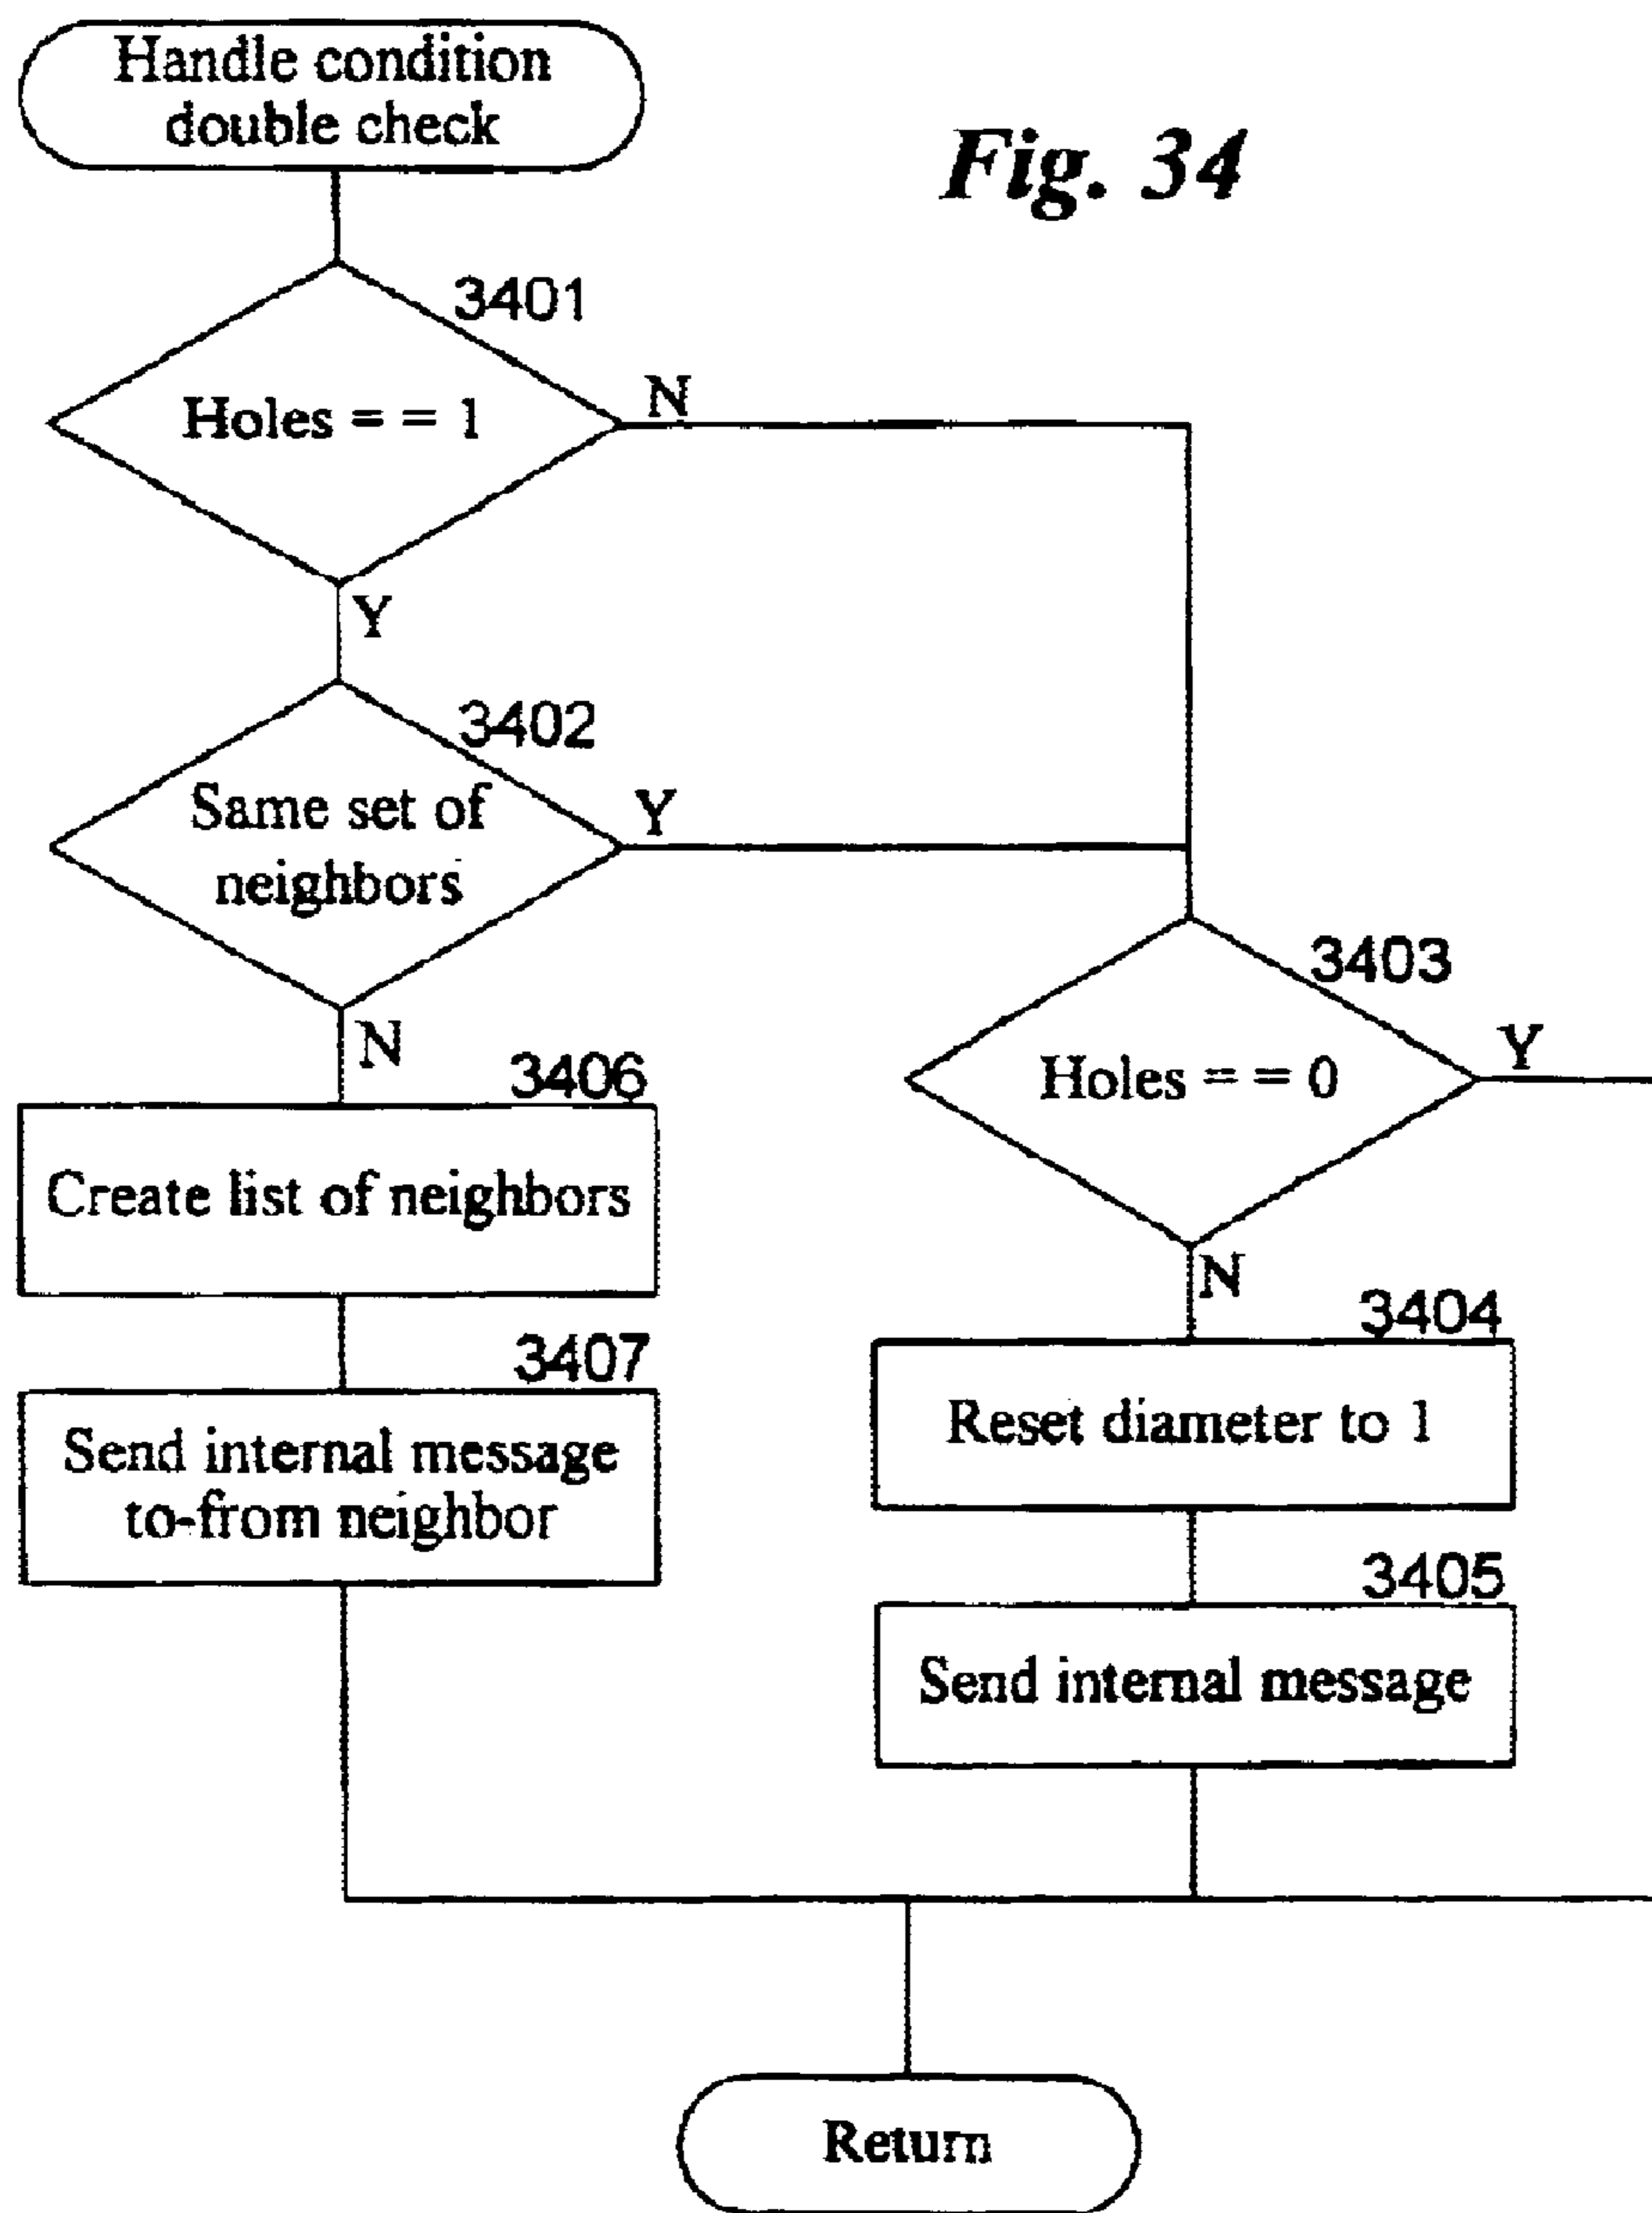 Handle condition
double check
Fig. 34
3401
Holes = = 1
N
Y
3402
Same set of
neighbors
Y
N
3403
Holes = = 0
Y
N
3406
Create list of neighbors
3407
Send internal message
to-from neighbor
3404
Reset diameter to 1
3405
Send internal message
Return